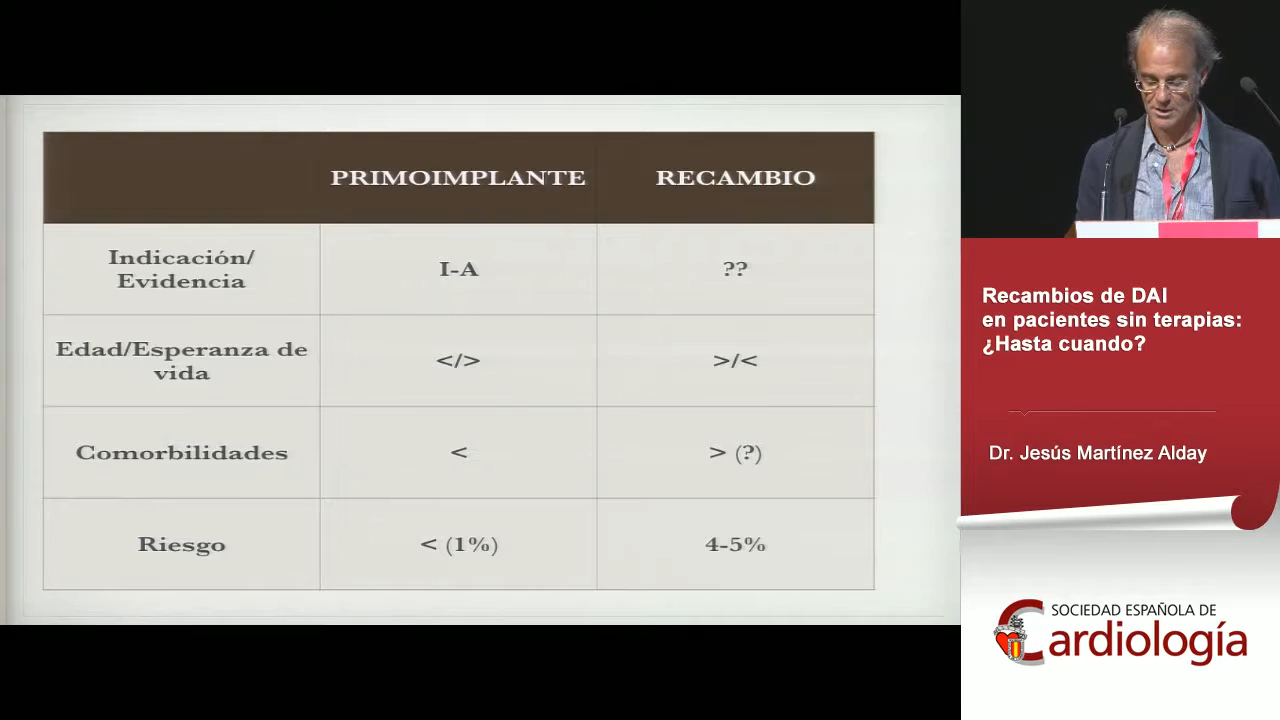 PRIMOIMPLANTE RECAMBIO
Indicación/
Evidencia
I-A
??
Edad/Esperanza de
vida
</>
>/<
Comorbilidades
<
> (?)
Riesgo
< (1%)
4-5%
Recambios de DAI
en pacientes sin terapias:
¿Hasta cuando?
Dr. Jesús Martínez Alday
SOCIEDAD ESPAÑOLA DE
Cardiología